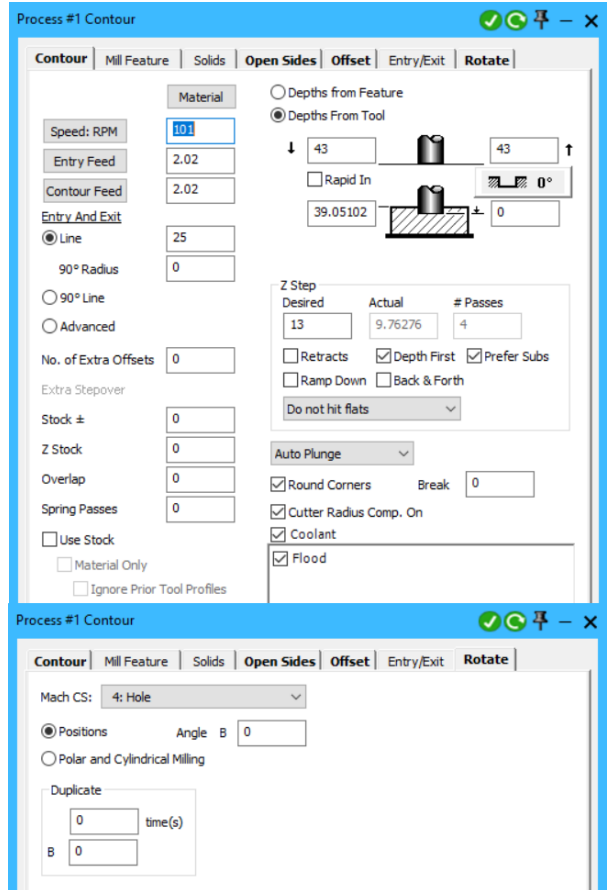 Process #1 Contour
Contour Mill Feature Solids Open Sides Offset Entry/Exit Rotate
Material
Speed: RPM 101
Entry Feed 2.02
Contour Feed 2.02
Entry And Exit
Line 25
90° Radius 0
90° Line
Advanced
No. of Extra Offsets 0
Extra Stepover
Stock ± 0
Z Stock 0
Overlap 0
Spring Passes 0
Use Stock
Material Only
Ignore Prior Tool Profiles
Depths from Feature
Depths From Tool
43 43
Rapid In 0°
39.05102 0
Z Step
Desired Actual # Passes
13 9.76276 4
Retracts Depth First Prefer Subs
Ramp Down Back & Forth
Do not hit flats
Auto Plunge
Round Corners Break 0
Cutter Radius Comp. On
Coolant
Flood
Process #1 Contour
Contour Mill Feature Solids Open Sides Offset Entry/Exit Rotate
Mach CS: 4: Hole
Positions Angle B 0
Polar and Cylindrical Milling
Duplicate
0 time(s)
B 0